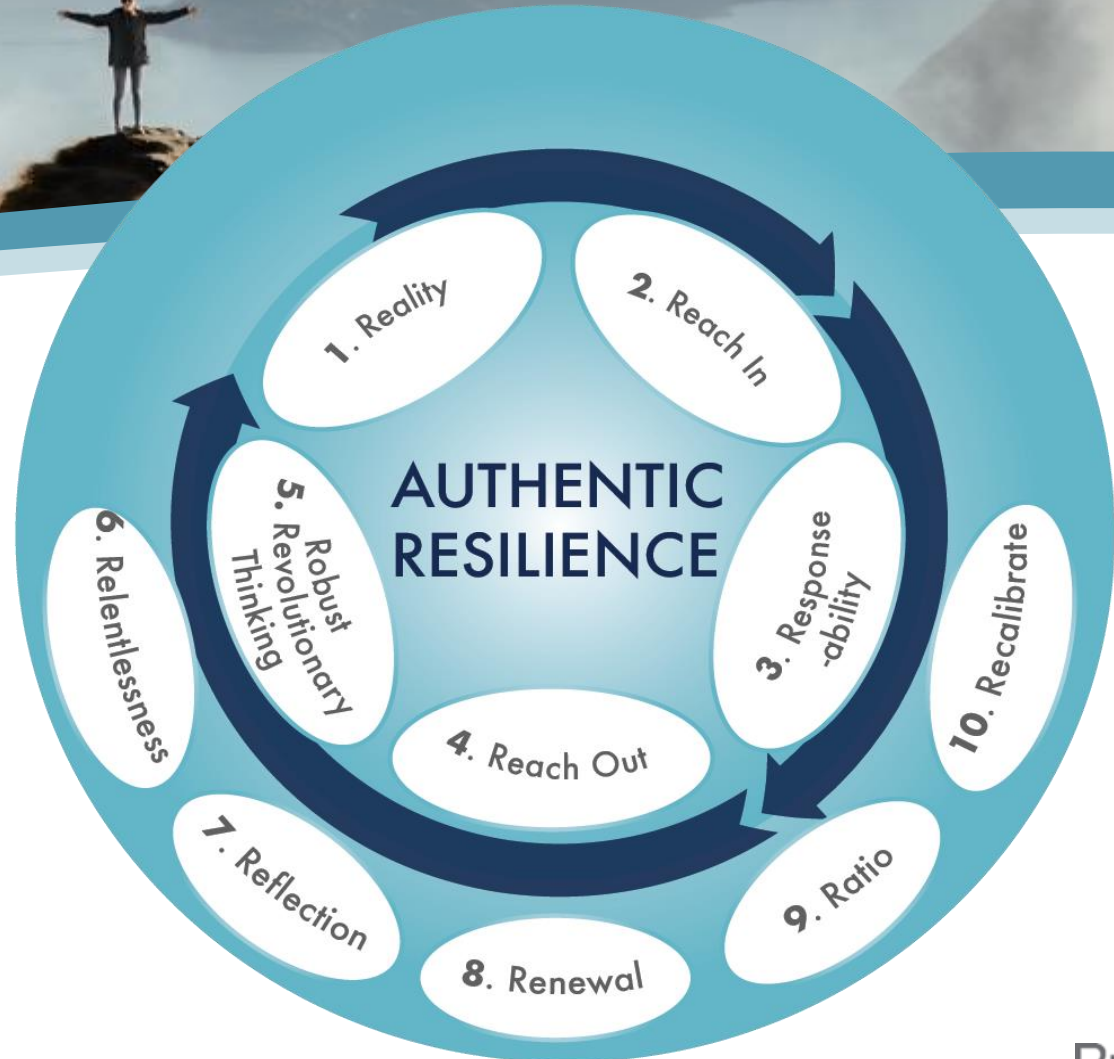 1. Reality
2. Reach In
AUTHENTIC
RESILIENCE
3. Response
-ability
4. Reach Out
5. Robust
Revolutionary
Thinking
6. Relentlessness
7. Reflection
8. Renewal
9. Ratio
10. Recalibrate